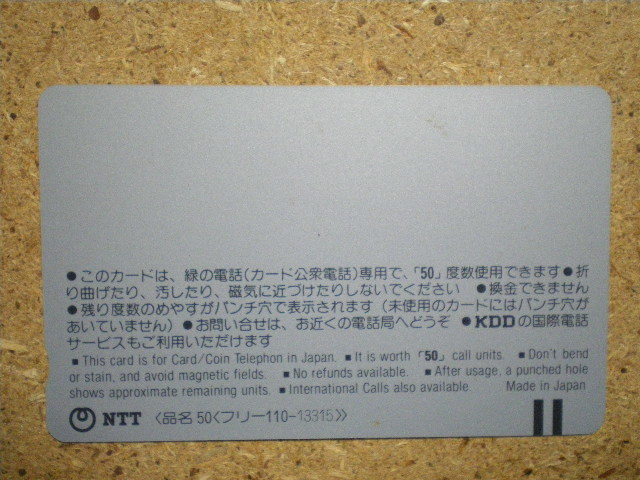 ●このカードは、緑の電話(カード公衆電話)専用で、「50」度数使用できます●折
り曲げたり、汚したり、磁気に近づけたりしないでください ●換金できません
●残り度数のめやすがパンチ穴で表示されます(未使用のカードにはパンチ穴が
あいていません)●お問い合せは、お近くの電話局へどうぞ ●KDDの国際電話
サービスもご利用いただけます
■ This card is for Card/Coin Telephon in Japan. ■ It is worth 「50」 call units. ■ Don't bend
or stain, and avoid magnetic fields. ■ No refunds available. ■ After usage, a punched hole
shows approximate remaining units. ■ International Calls also available. Made in Japan
NTT 〈品名 50〈フリー110-13315〉〉